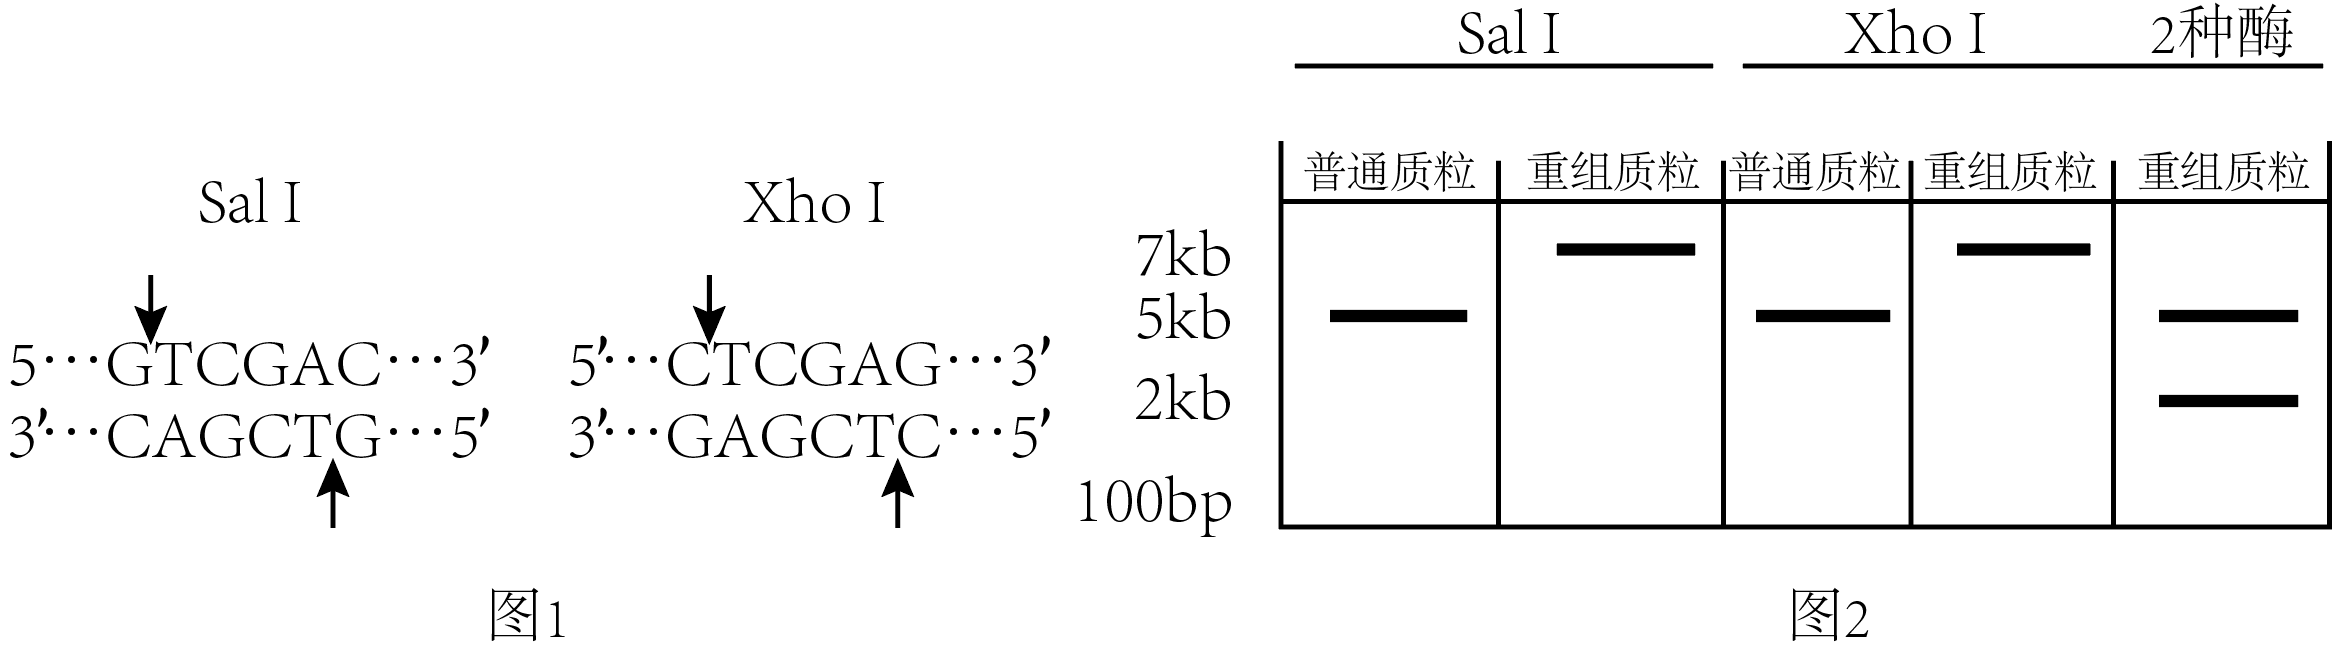 Sal I
Xho I
5···GTCGAC···3′
3′···CAGCTG···5′
5′···CTCGAG···3′
3′···GAGCTC···5′
图1
Sal I
Xho I
2种酶
普通质粒
重组质粒
普通质粒
重组质粒
重组质粒
7kb
5kb
2kb
100bp
图2